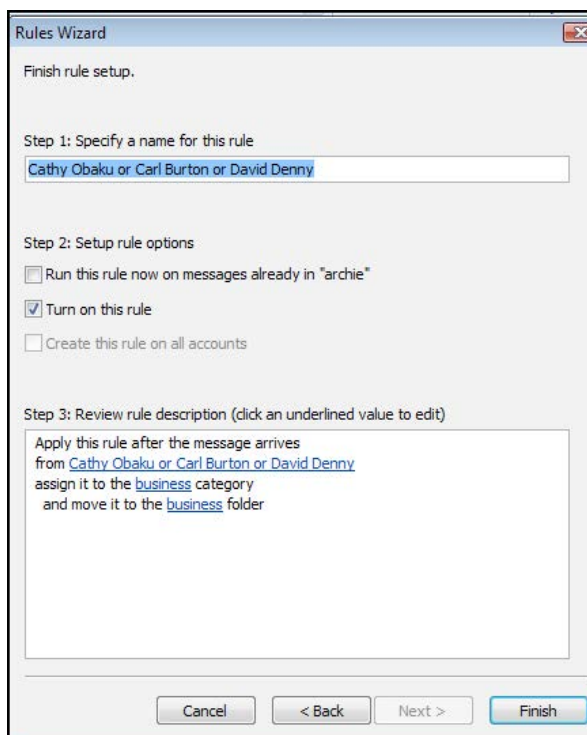 Rules Wizard
Finish rule setup.
Step 1: Specify a name for this rule
Cathy Obaku or Carl Burton or David Denny
Step 2: Setup rule options
Run this rule now on messages already in "archie"
Turn on this rule
Create this rule on all accounts
Step 3: Review rule description (click an underlined value to edit)
Apply this rule after the message arrives
from Cathy Obaku or Carl Burton or David Denny
assign it to the business category
and move it to the business folder
Cancel < Back Next > Finish